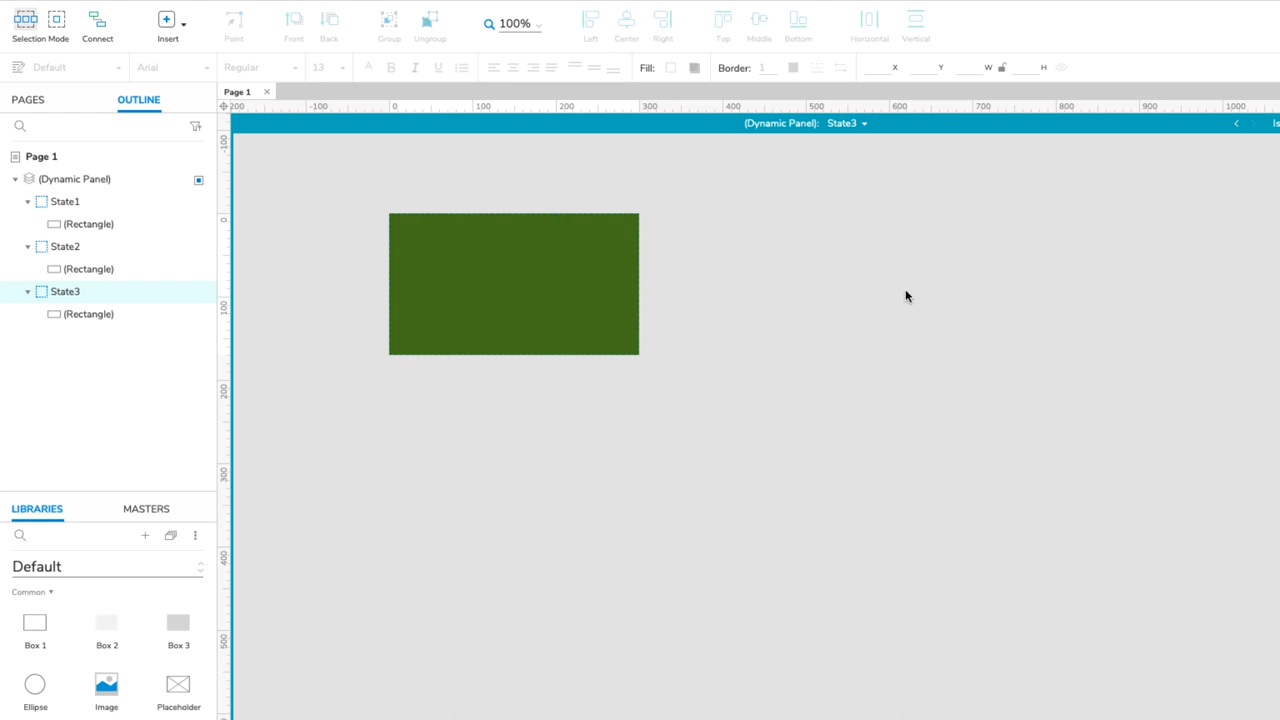 100%
Selection Mode Connect Insert Point Front Back Group Ungroup Left Center Right Top Middle Bottom Horizontal Vertical
Default Arial Regular 13 Fill: Border: 1 X Y W H
PAGES OUTLINE
Page 1
200 -100 0 100 200 300 400 500 600 700 800 900 1000
(Dynamic Panel): State3
Page 1
(Dynamic Panel)
State1
(Rectangle)
State2
(Rectangle)
State3
(Rectangle)
-100
0
100
200
300
400
500
LIBRARIES MASTERS
Default
Common
Box 1 Box 2 Box 3
Ellipse Image Placeholder